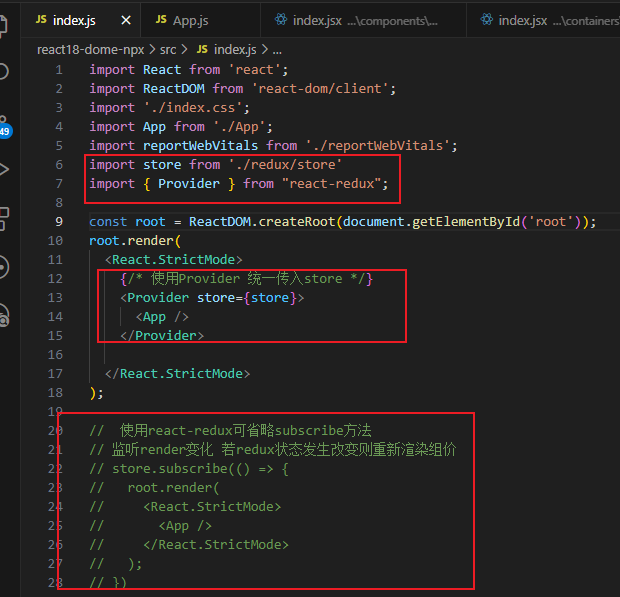 JS index.js ×
JS App.js
index.jsx ...\components\...
index.jsx ...\containers
react18-dome-npx > src > JS index.js > ...
49
1 import React from 'react';
2 import ReactDOM from 'react-dom/client';
3 import './index.css';
4 import App from './App';
5 import reportWebVitals from './reportWebVitals';
6 import store from './redux/store'
7 import { Provider } from "react-redux";
8
9 const root = ReactDOM.createRoot(document.getElementById('root'));
10 root.render(
11 <React.StrictMode>
12 {/* 使用Provider 统一传入store */}
13 <Provider store={store}>
14 <App />
15 </Provider>
16
17 </React.StrictMode>
18 );
19
20 // 使用react-redux可省略subscribe方法
21 // 监听render变化 若redux状态发生改变则重新渲染组价
22 // store.subscribe(() => {
23 // root.render(
24 // <React.StrictMode>
25 // <App />
26 // </React.StrictMode>
27 // );
28 // })